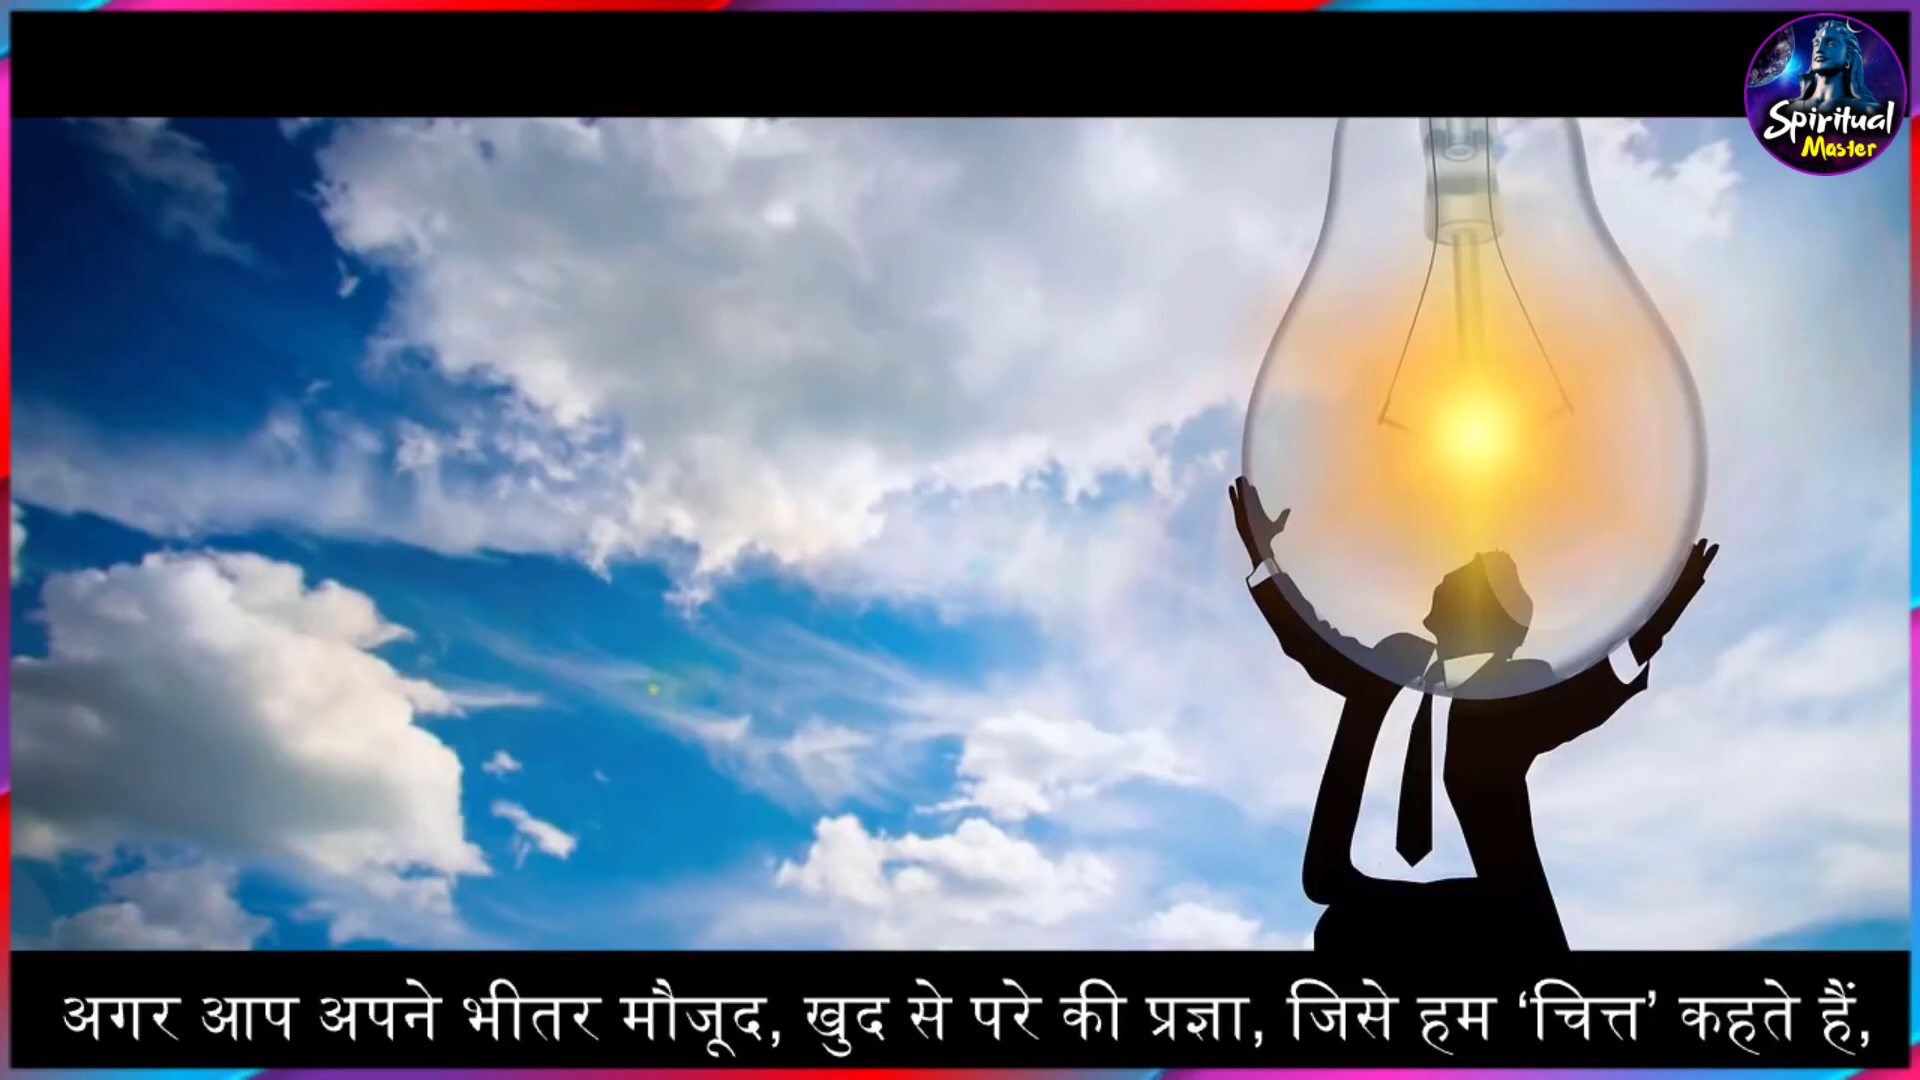 Spiritual
Master
अगर आप अपने भीतर मौजूद, खुद से परे की प्रज्ञा, जिसे हम ‘चित्त’ कहते हैं,